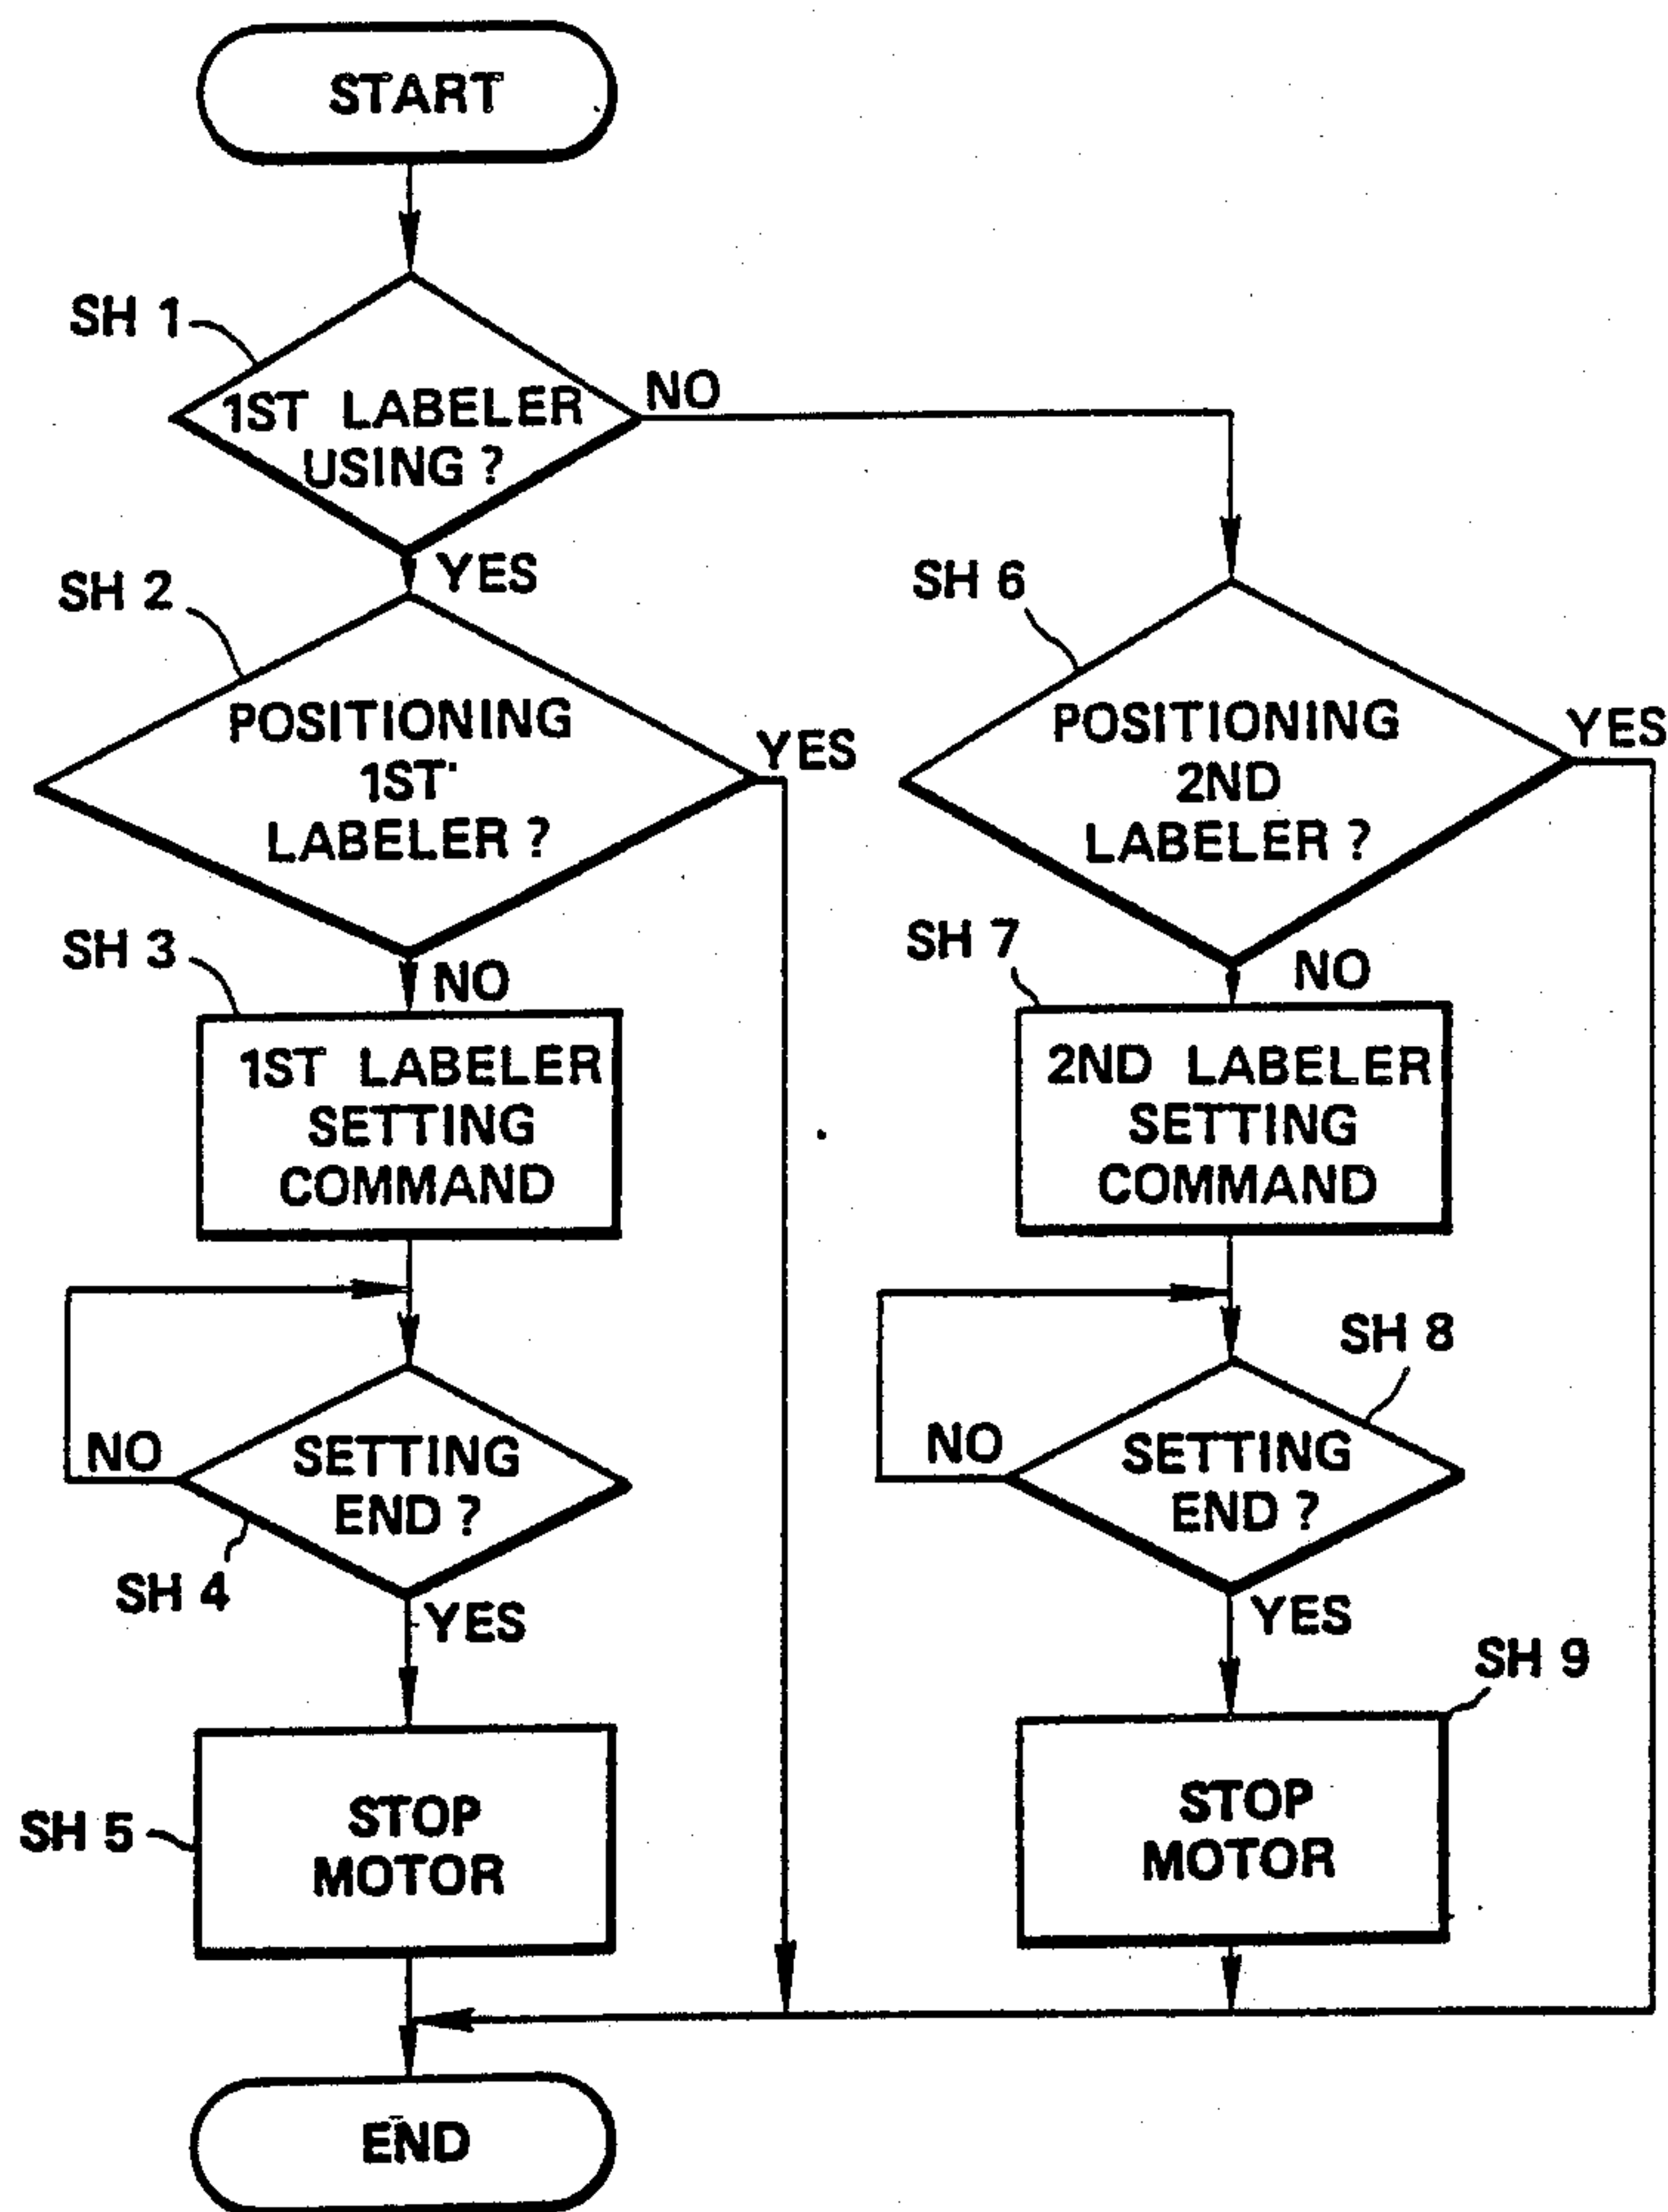 START
SH 1
1ST LABELER
USING ?
NO
YES
SH 2
POSITIONING
1ST
LABELER ?
YES
NO
SH 3
1ST LABELER
SETTING
COMMAND
SETTING
END ?
NO
SH 4
YES
SH 5
STOP
MOTOR
SH 6
POSITIONING
2ND
LABELER ?
YES
NO
SH 7
2ND LABELER
SETTING
COMMAND
SH 8
SETTING
END ?
NO
YES
SH 9
STOP
MOTOR
END